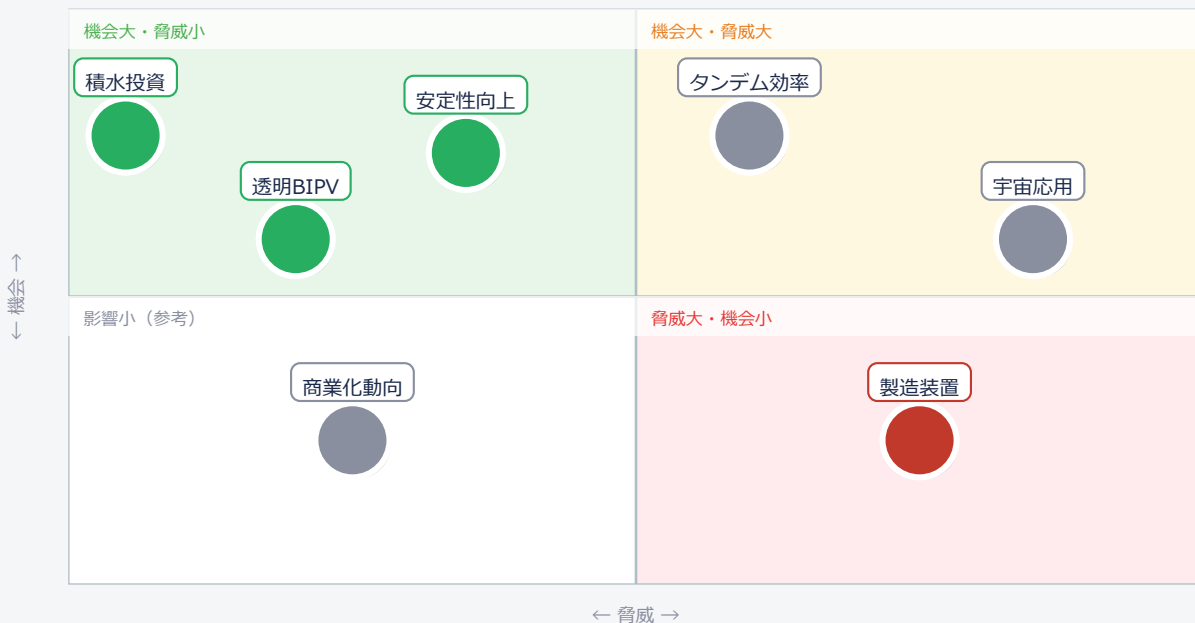 機会大・脅威小
機会大・脅威大
積水投資
安定性向上
タンデム効率
透明BIPV
宇宙応用
← 機会 →
影響小（参考）
脅威大・機会小
商業化動向
製造装置
← 脅威 →